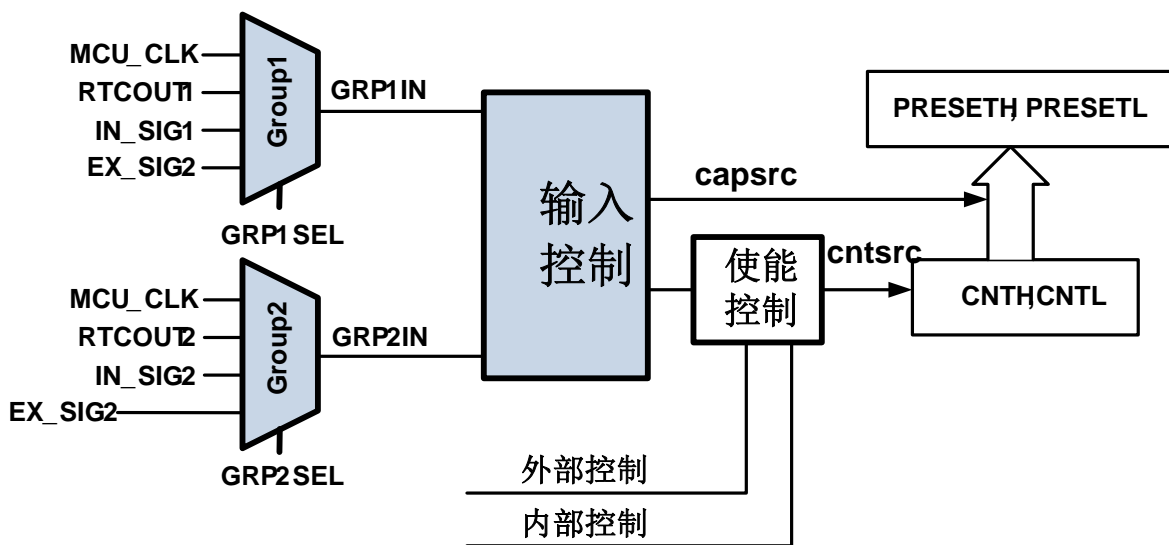 MCU_CLK
RTCOUT1
IN_SIG1
EX_SIG2
Group1
GRP1SEL
GRP1IN
MCU_CLK
RTCOUT2
IN_SIG2
EX_SIG2
Group2
GRP2SEL
GRP2IN
输入
控制
capsrc
使能
控制
cntsrc
PRESETH, PRESETL
CNTH,CNTL
外部控制
内部控制